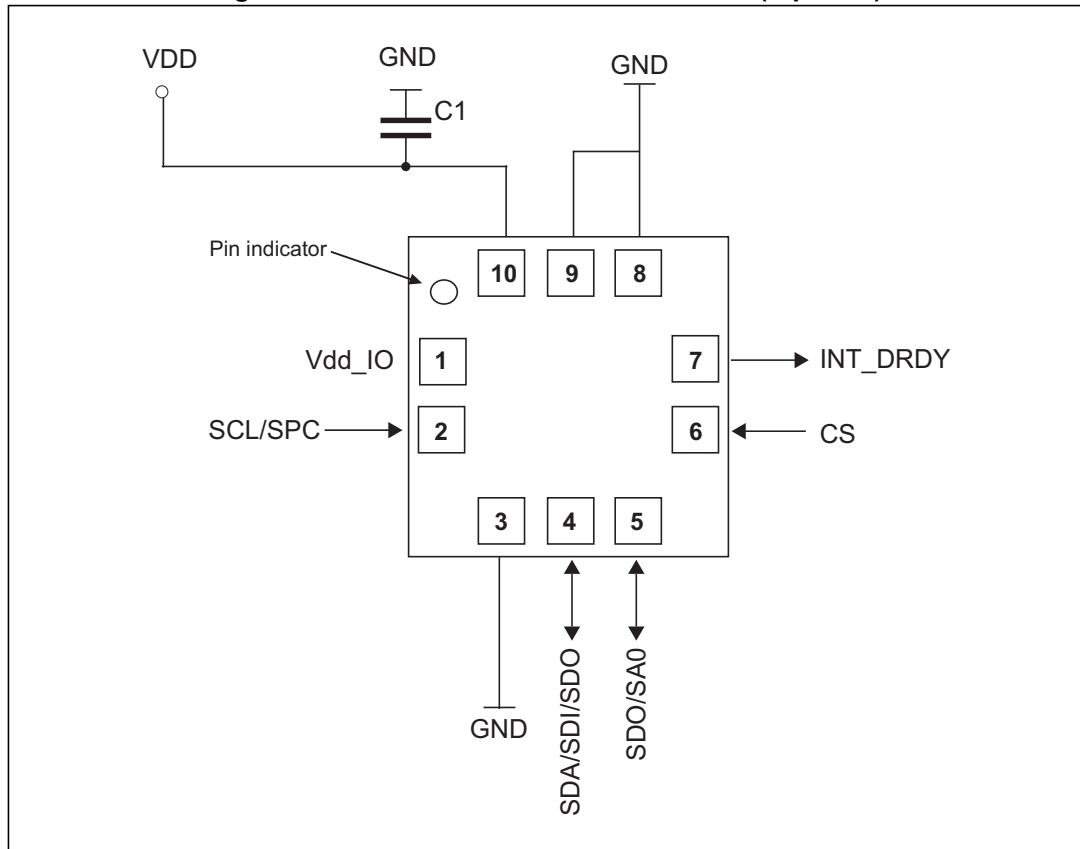 VDD
GND
C1
GND
Pin indicator
10
9
8
Vdd_IO
1
7
INT_DRDY
SCL/SPC
2
6
CS
3
4
5
GND
SDA/SDI/SDO
SDO/SA0